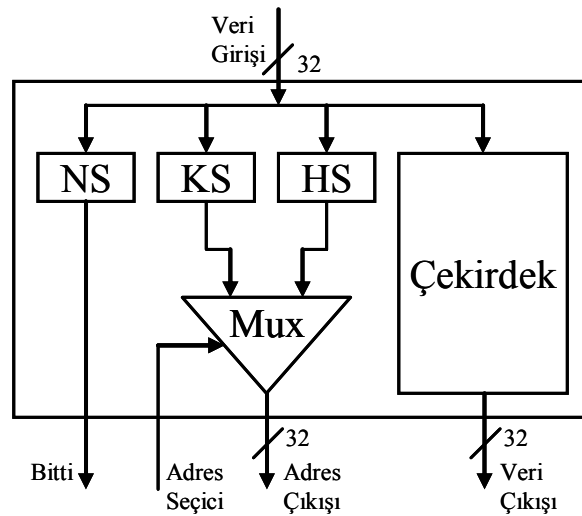 Veri
Girişi
32
NS
KS
HS
Çekirdek
Mux
32
32
Bitti
Adres
Seçici
Adres
Çıkışı
Veri
Çıkışı